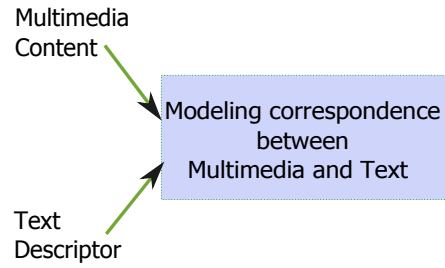 Multimedia
Content
Modeling correspondence
between
Multimedia and Text
Text
Descriptor